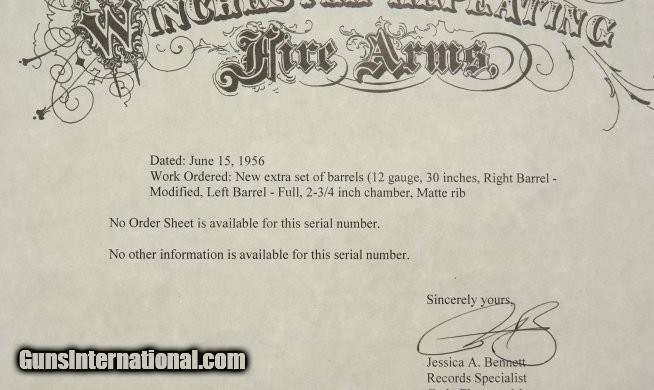 WINCHESTER REPEATING
Fire Arms,
Dated: June 15, 1956
Work Ordered: New extra set of barrels (12 gauge, 30 inches, Right Barrel -
Modified, Left Barrel - Full, 2-3/4 inch chamber, Matte rib
No Order Sheet is available for this serial number.
No other information is available for this serial number.
Sincerely yours,
Jessica A. Bennett
Records Specialist
GunsInternational.com